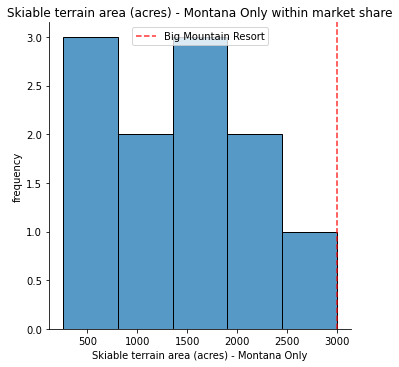 Skiable terrain area (acres) - Montana Only within market share
Big Mountain Resort
frequency
3.0
2.5
2.0
1.5
1.0
0.5
0.0
500 1000 1500 2000 2500 3000
Skiable terrain area (acres) - Montana Only